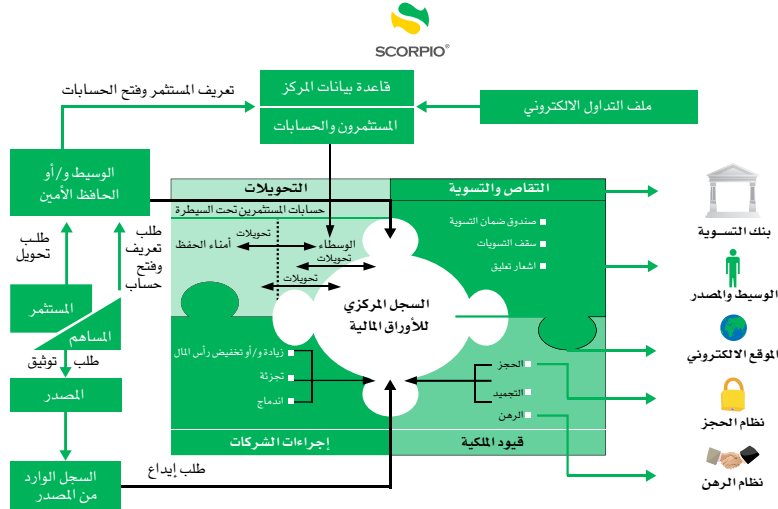 SCORPIO®
قاعدة بيانات المركز
المستثمرون والحسابات
تعريف المستثمر وفتح الحسابات
ملف التداول الالكتروني
الوسيط و/أو
الحافظ الأمين
التحويلات
التقاص والتسوية
حسابات المستثمرين تحت السيطرة
تحويلات
أمناء الحفظ
الوسطاء
تحويلات
تحويلات
صندوق ضمان التسوية
سقف التسويات
اشعار تعليق
بنك التسوية
الوسيط والمصدر
الموقع الالكتروني
نظام الحجز
نظام الرهن
طلب
تحويل
طلب
تعريف
وفتح
حساب
المستثمر
المساهم
طلب
توثيق
المصدر
السجل الوارد
من المصدر
طلب إيداع
السجل المركزي
للأوراق المالية
زيادة و/أو تخفيض رأس المال
تجزئة
اندماج
الحجز
التجميد
الرهن
إجراءات الشركات
قيود الملكية